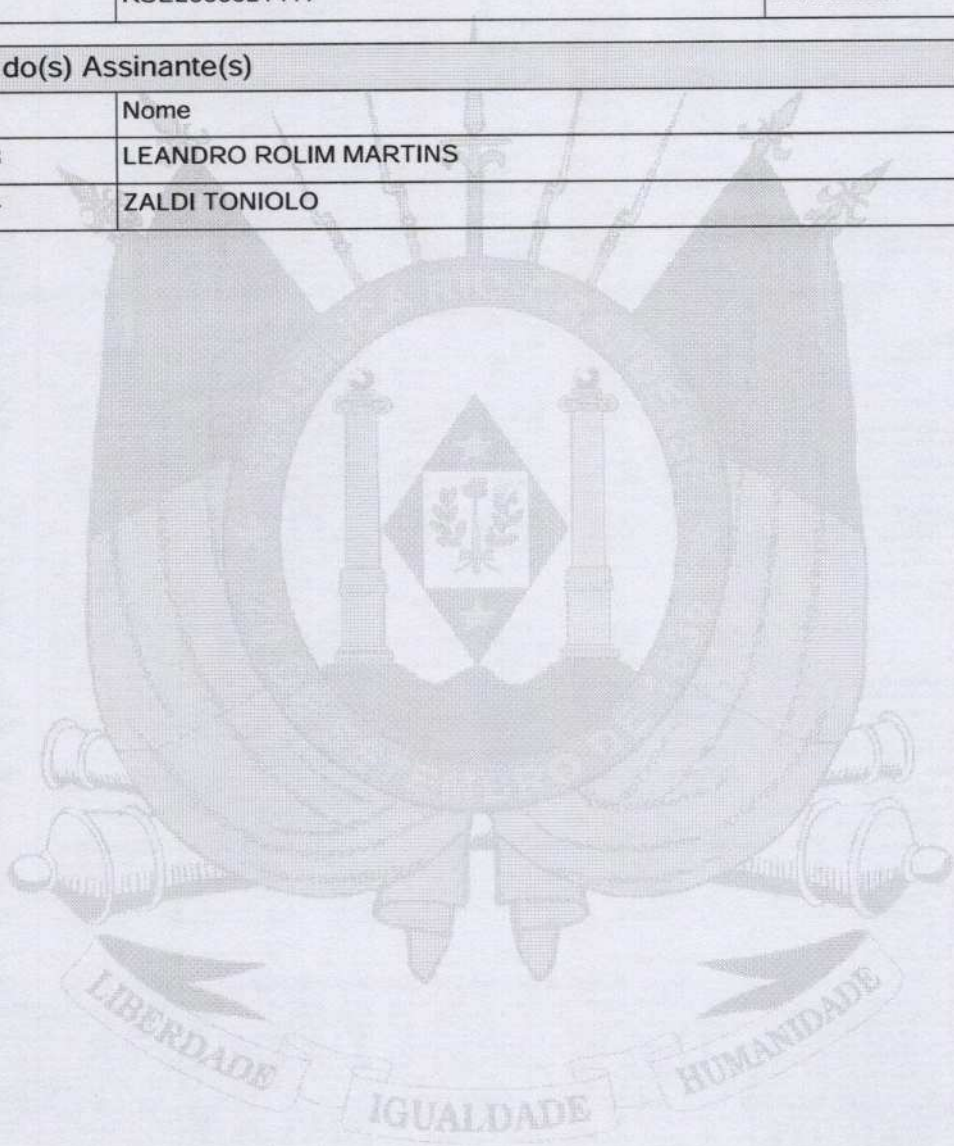 do(s) Assinante(s)
Nome
LEANDRO ROLIM MARTINS
ZALDI TONIOLO
LIBERDADE
IGUALDADE
HUMANIDADE